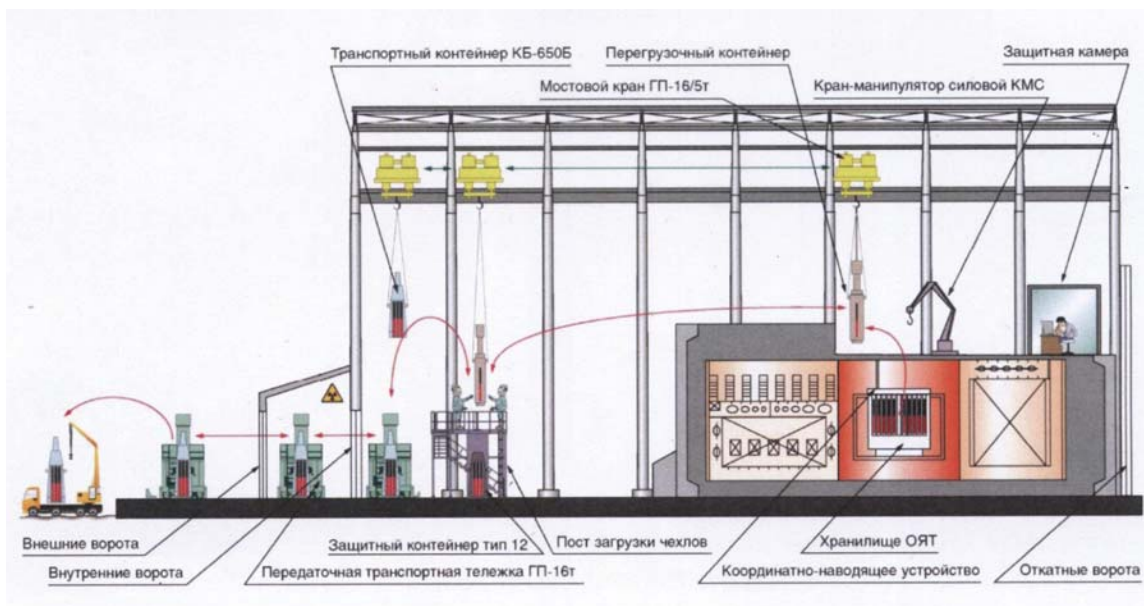 Транспортный контейнер КБ-650Б
Перегрузочный контейнер
Защитная камера
Мостовой кран ГП-16/5т
Кран-манипулятор силовой КМС
Внешние ворота
Защитный контейнер тип 12
Пост загрузки чехлов
Хранилище ОЯТ
Внутренние ворота
Передаточная транспортная тележка ГП-16т
Координатно-наводящее устройство
Откатные ворота